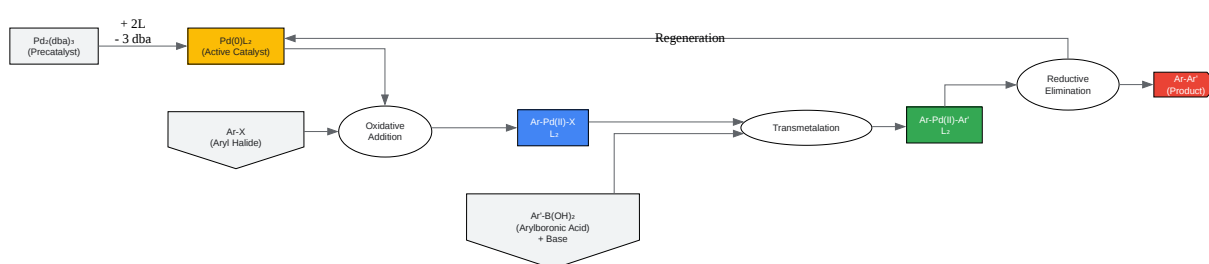 Pd₂(dba)₃
(Precatalyst)
+ 2L
- 3 dba
Pd(0)L₂
(Active Catalyst)
Regeneration
Ar-X
(Aryl Halide)
Oxidative
Addition
Ar-Pd(II)-X
L₂
Ar'-B(OH)₂
(Arylboronic Acid)
+ Base
Transmetalation
Ar-Pd(II)-Ar'
L₂
Reductive
Elimination
Ar-Ar'
(Product)